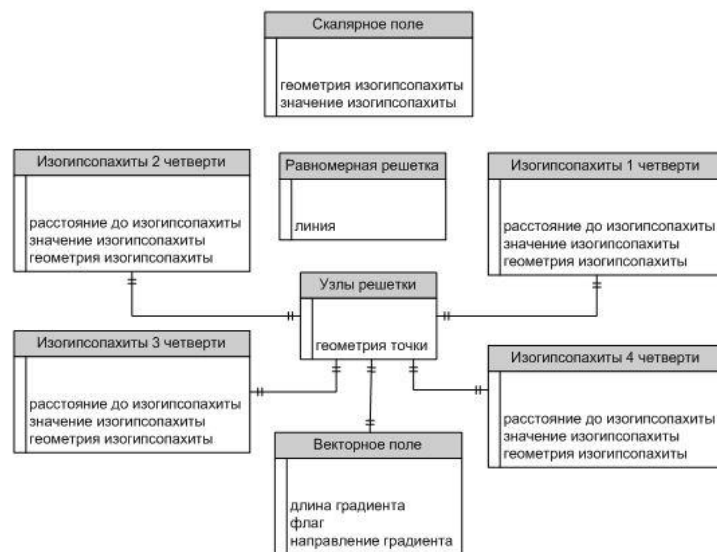 Скалярное поле
геометрия изогипсопахиты
значение изогипсопахиты
Изогипсопахиты 2 четверти
расстояние до изогипсопахиты
значение изогипсопахиты
геометрия изогипсопахиты
Равномерная решетка
линия
Изогипсопахиты 1 четверти
расстояние до изогипсопахиты
значение изогипсопахиты
геометрия изогипсопахиты
Узлы решетки
геометрия точки
Изогипсопахиты 3 четверти
расстояние до изогипсопахиты
значение изогипсопахиты
геометрия изогипсопахиты
Изогипсопахиты 4 четверти
расстояние до изогипсопахиты
значение изогипсопахиты
геометрия изогипсопахиты
Векторное поле
длина градиента
флаг
направление градиента